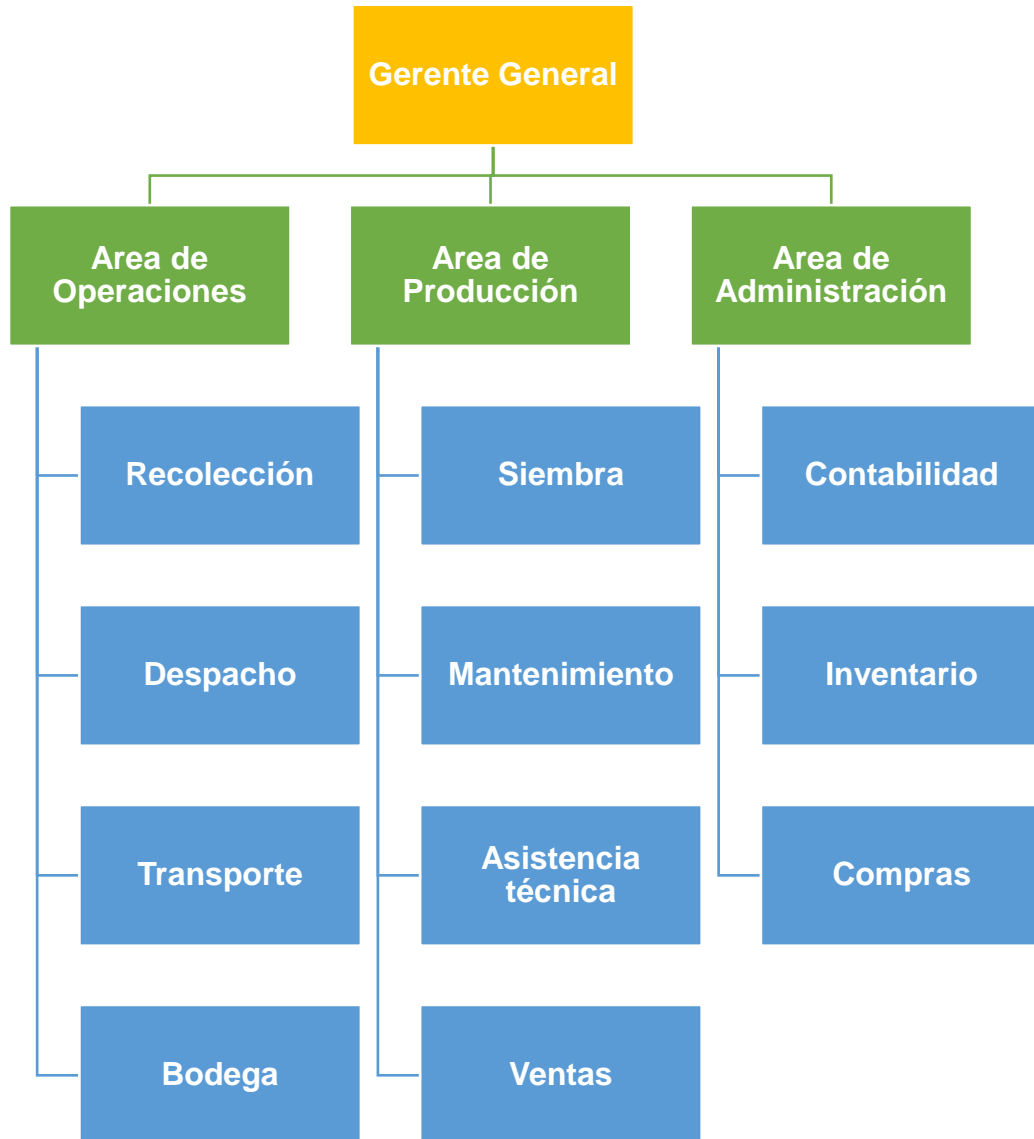 Gerente General
Area de
Operaciones
Area de
Producción
Area de
Administración
Recolección
Siembra
Contabilidad
Despacho
Mantenimiento
Inventario
Transporte
Asistencia
técnica
Compras
Bodega
Ventas